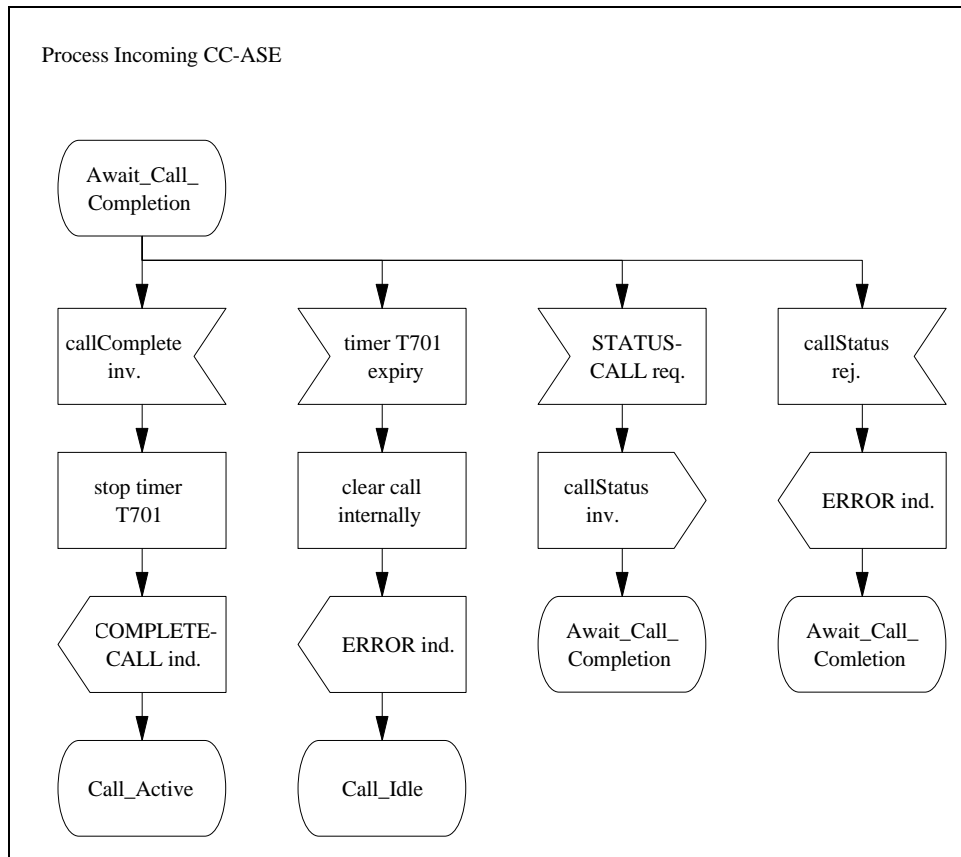 Process Incoming CC-ASE
Await_Call_
Completion
callComplete
inv.
timer T701
expiry
STATUS-
CALL req.
callStatus
rej.
stop timer
T701
clear call
internally
callStatus
inv.
ERROR ind.
COMPLETE-
CALL ind.
ERROR ind.
Await_Call_
Completion
Await_Call_
Comletion
Call_Active
Call_Idle